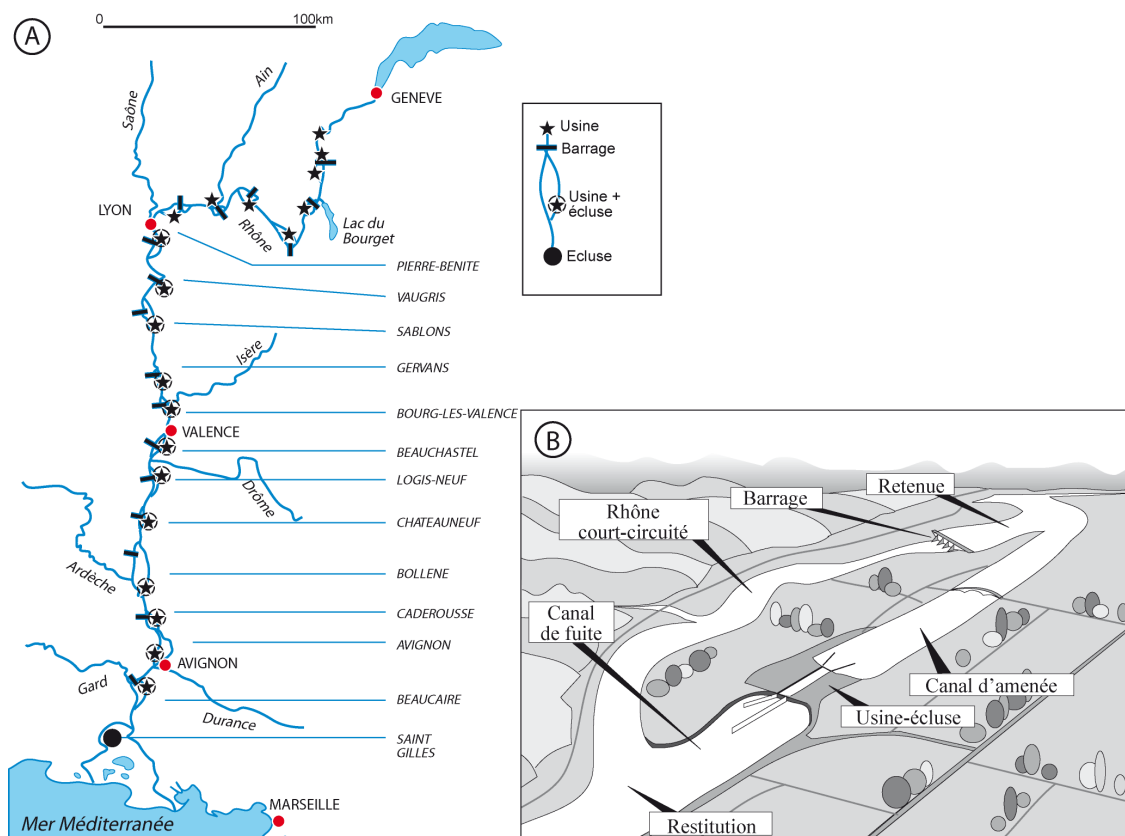 A
0
100km
GENEVE
Saône
Ain
LYON
Rhône
Lac du
Bourget
PIERRE-BENITE
VAUGRIS
SABLONS
Isère
GERVANS
BOURG-LES-VALENCE
VALENCE
BEAUCHASTEL
LOGIS-NEUF
Drôme
CHATEAUNEUF
Ardèche
BOLLENE
CADEROUSSE
AVIGNON
AVIGNON
Gard
BEAUCAIRE
Durance
SAINT
GILLES
MARSEILLE
Mer Méditerranée
Usine
Barrage
Usine +
écluse
Ecluse
B
Retenue
Barrage
Rhône
court-circuité
Canal
de fuite
Canal d'amenée
Usine-écluse
Restitution